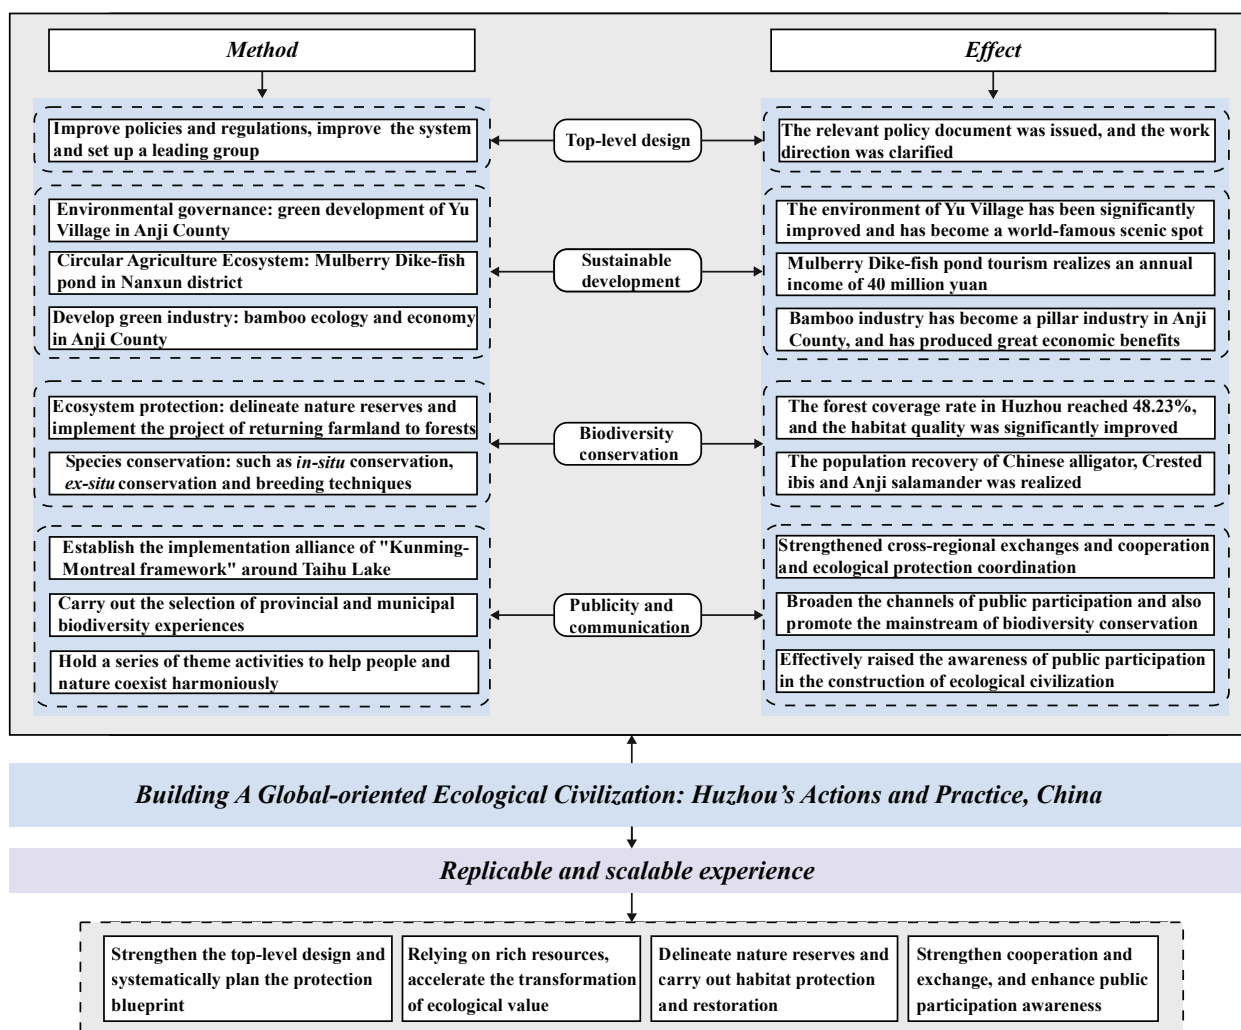 Method
Effect
Improve policies and regulations, improve the system
and set up a leading group
Top-level design
The relevant policy document was issued, and the work
direction was clarified
Environmental governance: green development of Yu
Village in Anji County
Circular Agriculture Ecosystem: Mulberry Dike-fish
pond in Nanxun district
Develop green industry: bamboo ecology and economy
in Anji County
Sustainable
development
The environment of Yu Village has been significantly
improved and has become a world-famous scenic spot
Mulberry Dike-fish pond tourism realizes an annual
income of 40 million yuan
Bamboo industry has become a pillar industry in Anji
County, and has produced great economic benefits
Ecosystem protection: delineate nature reserves and
implement the project of returning farmland to forests
Species conservation: such as in-situ conservation,
ex-situ conservation and breeding techniques
Biodiversity
conservation
The forest coverage rate in Huzhou reached 48.23%,
and the habitat quality was significantly improved
The population recovery of Chinese alligator, Crested
ibis and Anji salamander was realized
Establish the implementation alliance of "Kunming-
Montreal framework" around Taihu Lake
Carry out the selection of provincial and municipal
biodiversity experiences
Hold a series of theme activities to help people and
nature coexist harmoniously
Publicity and
communication
Strengthened cross-regional exchanges and cooperation
and ecological protection coordination
Broaden the channels of public participation and also
promote the mainstream of biodiversity conservation
Effectively raised the awareness of public participation
in the construction of ecological civilization
Building A Global-oriented Ecological Civilization: Huzhou's Actions and Practice, China
Replicable and scalable experience
Strengthen the top-level design and
systematically plan the protection
blueprint
Relying on rich resources,
accelerate the transformation
of ecological value
Delineate nature reserves and
carry out habitat protection
and restoration
Strengthen cooperation and
exchange, and enhance public
participation awareness